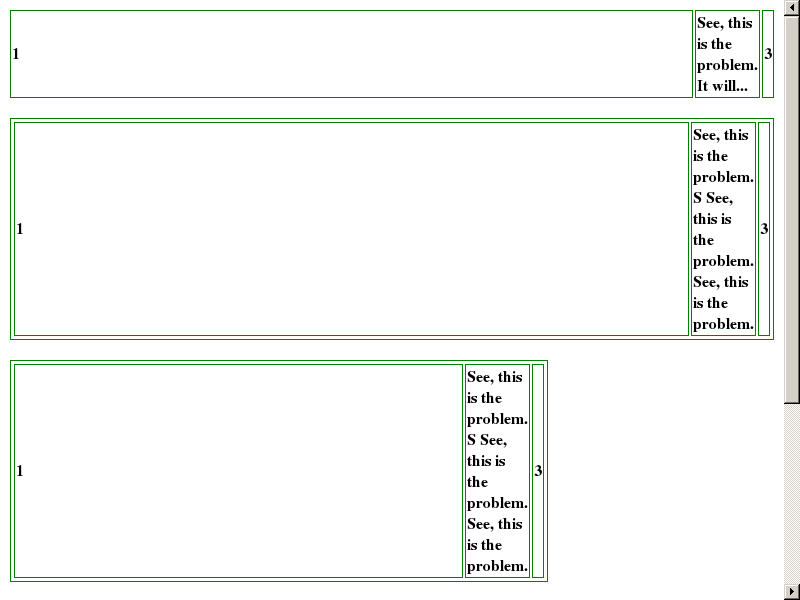 1
See, this
is the
problem.
It will...
3
1
See, this
is the
problem.
S See,
this is
the
problem.
See, this
is the
problem.
3
1
See, this
is the
problem.
S See,
this is
the
problem.
See, this
is the
problem.
3